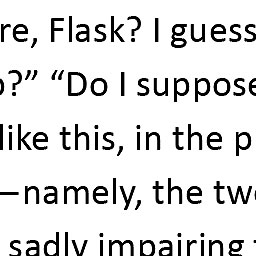 re, Flask? I guess
?” “Do I suppose
like this, in the p
—namely, the tw
sadly impairing